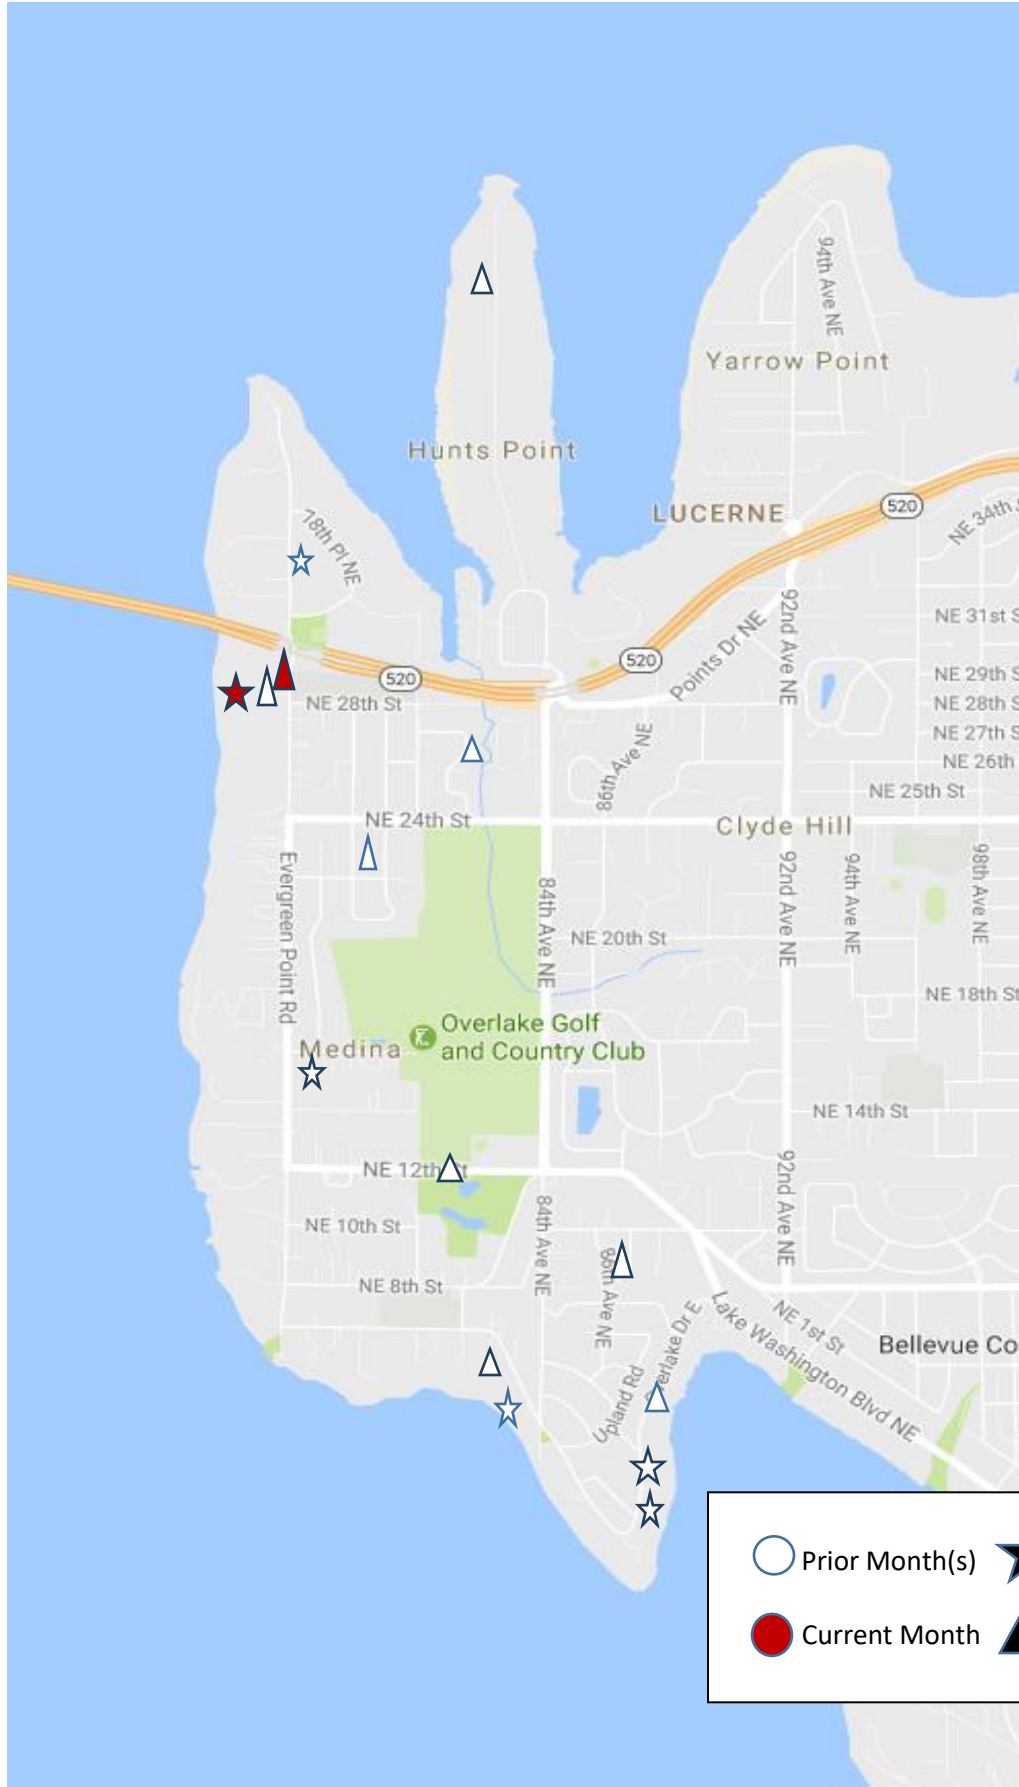 94th Ave NE
Yarrow Point
Hunts Point
LUCERNE
520
NE 34th
78th Pl NE
92nd Ave NE
NE 31st S
Points Dr NE
520
520
NE 29th S
NE 28th St
NE 28th S
86th Ave NE
NE 27th S
NE 26th
NE 25th St
NE 24th St
Clyde Hill
Evergreen Point Rd
84th Ave NE
92nd Ave NE
94th Ave NE
98th Ave NE
NE 20th St
NE 18th St
Overlake Golf
and Country Club
Medina
NE 14th St
NE 12th St
92nd Ave NE
84th Ave NE
NE 10th St
86th Ave NE
NE 8th St
Lake Washington Blvd NE
NE 1st St
Bellevue Co
Overlake Dr E
Upland Rd
Prior Month(s)
Current Month